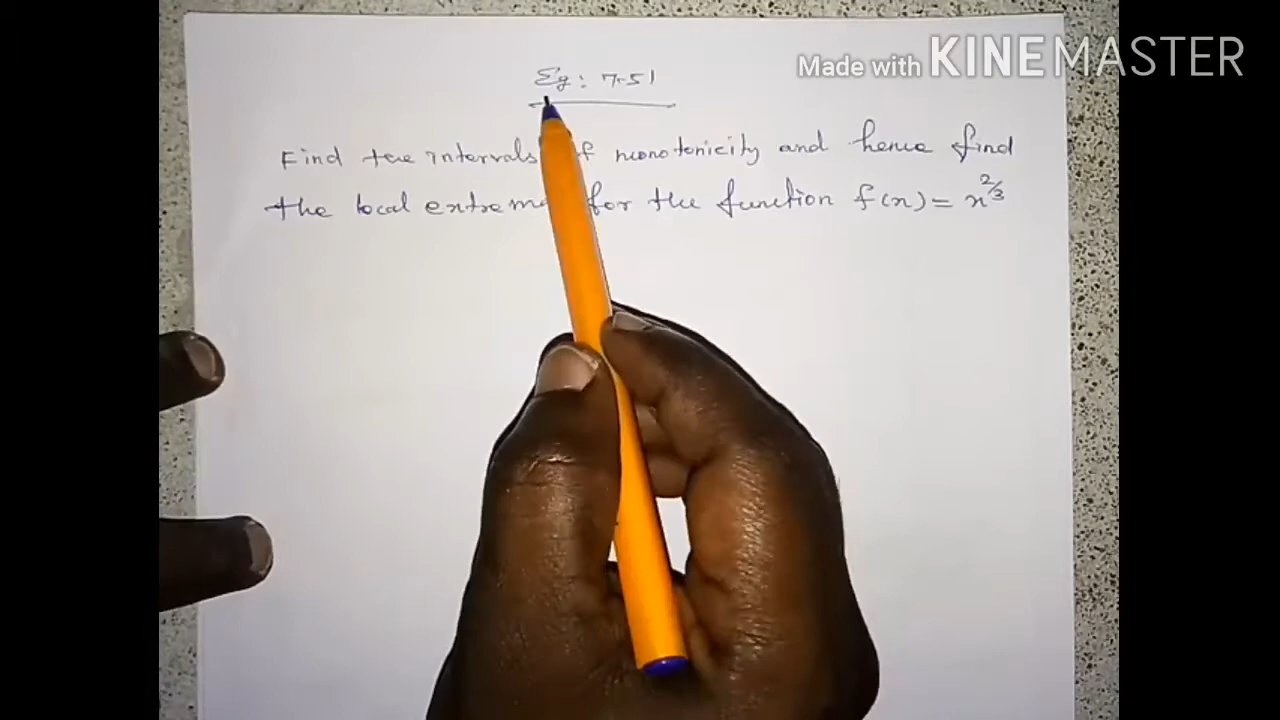 Made with KINEMASTER
Eg: 7.51
Find the intervals of monotonicity and hence find
the local extrema for the function f(x) = x^2/3